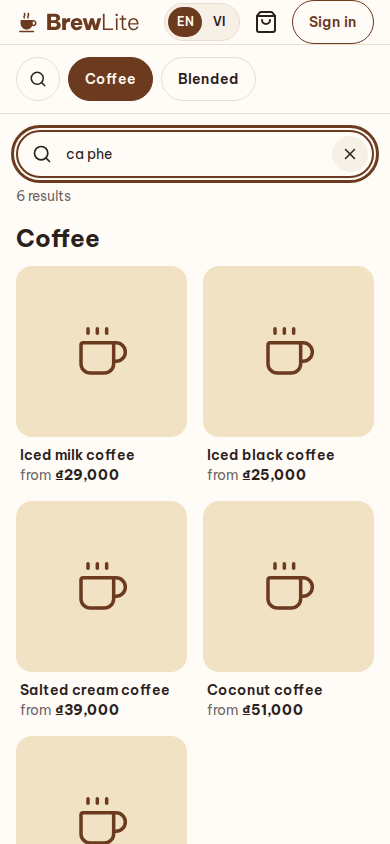 BrewLite EN VI Sign in
Coffee Blended
ca phe
6 results
Coffee
Iced milk coffee Iced black coffee
from ₫29,000 from ₫25,000
Salted cream coffee Coconut coffee
from ₫39,000 from ₫51,000